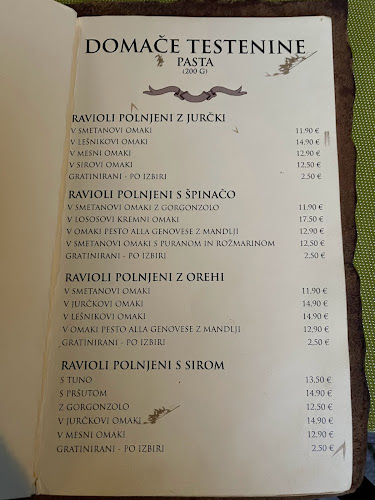 DOMAČE TESTENINE
PASTA
(200 G)
RAVIOLI POLNJENI Z JURČKI
V SMETANOVI OMAKI 11.90 €
V LEŠNIKOVI OMAKI 14.90 €
V MESNI OMAKI 12.90 €
V SIROVI OMAKI 12.50 €
GRATINIRANI - PO IZBIRI 2.50 €
RAVIOLI POLNJENI S ŠPINAČO
V SMETANOVI OMAKI Z GORGONZOLO 11.90 €
V LOSOSOVI KREMNI OMAKI 17.50 €
V OMAKI PESTO ALLA GENOVESE Z MANDLJI 12.90 €
V SMETANOVI OMAKI S PURANOM IN ROŽMARINOM 12.50 €
GRATINIRANI - PO IZBIRI 2.50 €
RAVIOLI POLNJENI Z OREHI
V SMETANOVI OMAKI 11.90 €
V JURČKOVI OMAKI 14.90 €
V LEŠNIKOVI OMAKI 14.90 €
V OMAKI PESTO ALLA GENOVESE Z MANDLJI 12.90 €
GRATINIRANI - PO IZBIRI 2.50 €
RAVIOLI POLNJENI S SIROM
S TUNO 13.50 €
S PRŠUTOM 14.90 €
Z GORGONZOLO 12.50 €
V JURČKOVI OMAKI 14.90 €
V MESNI OMAKI 12.90 €
GRATINIRANI - PO IZBIRI 2.50 €